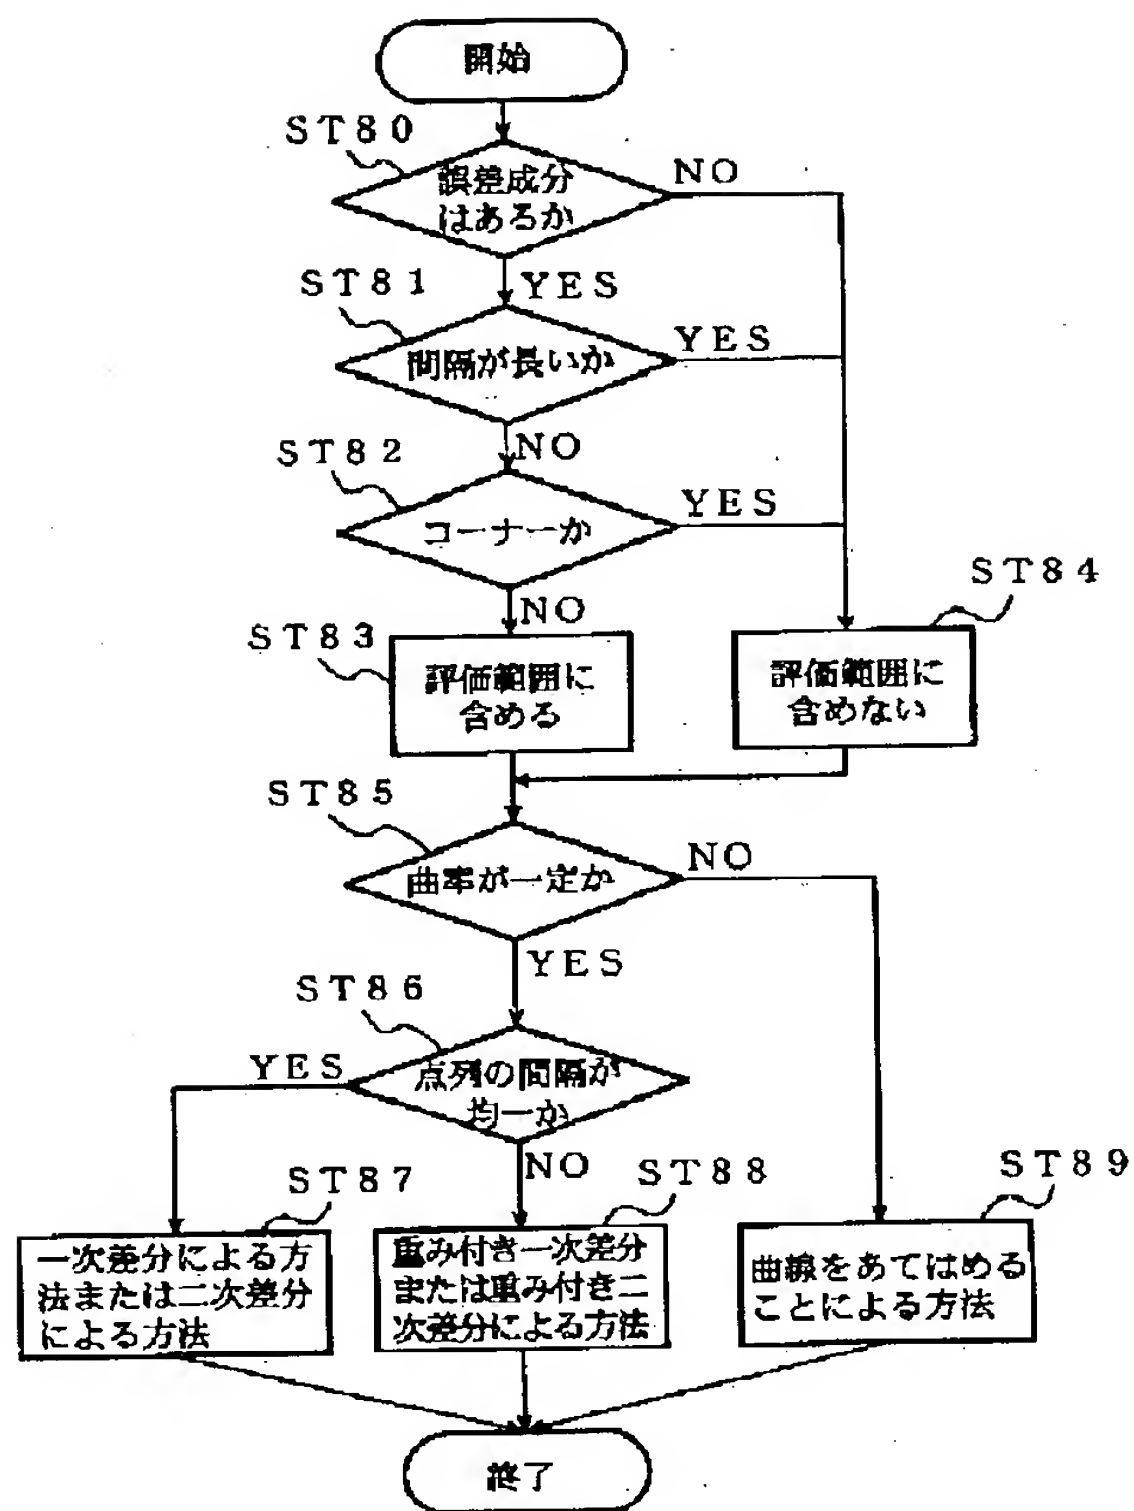 開始
ST80
誤差成分
はあるか
NO
YES
ST81
間隔が長いか
YES
NO
ST82
コーナーか
YES
NO
ST83
評価範囲に
含める
ST84
評価範囲に
含めない
ST85
曲率が一定か
NO
YES
ST86
点列の間隔が
均一か
YES
NO
ST87
一次差分による方
法または二次差分
による方法
ST88
重み付き一次差分
または重み付き二
次差分による方法
ST89
曲線をあてはめる
ことによる方法
終了